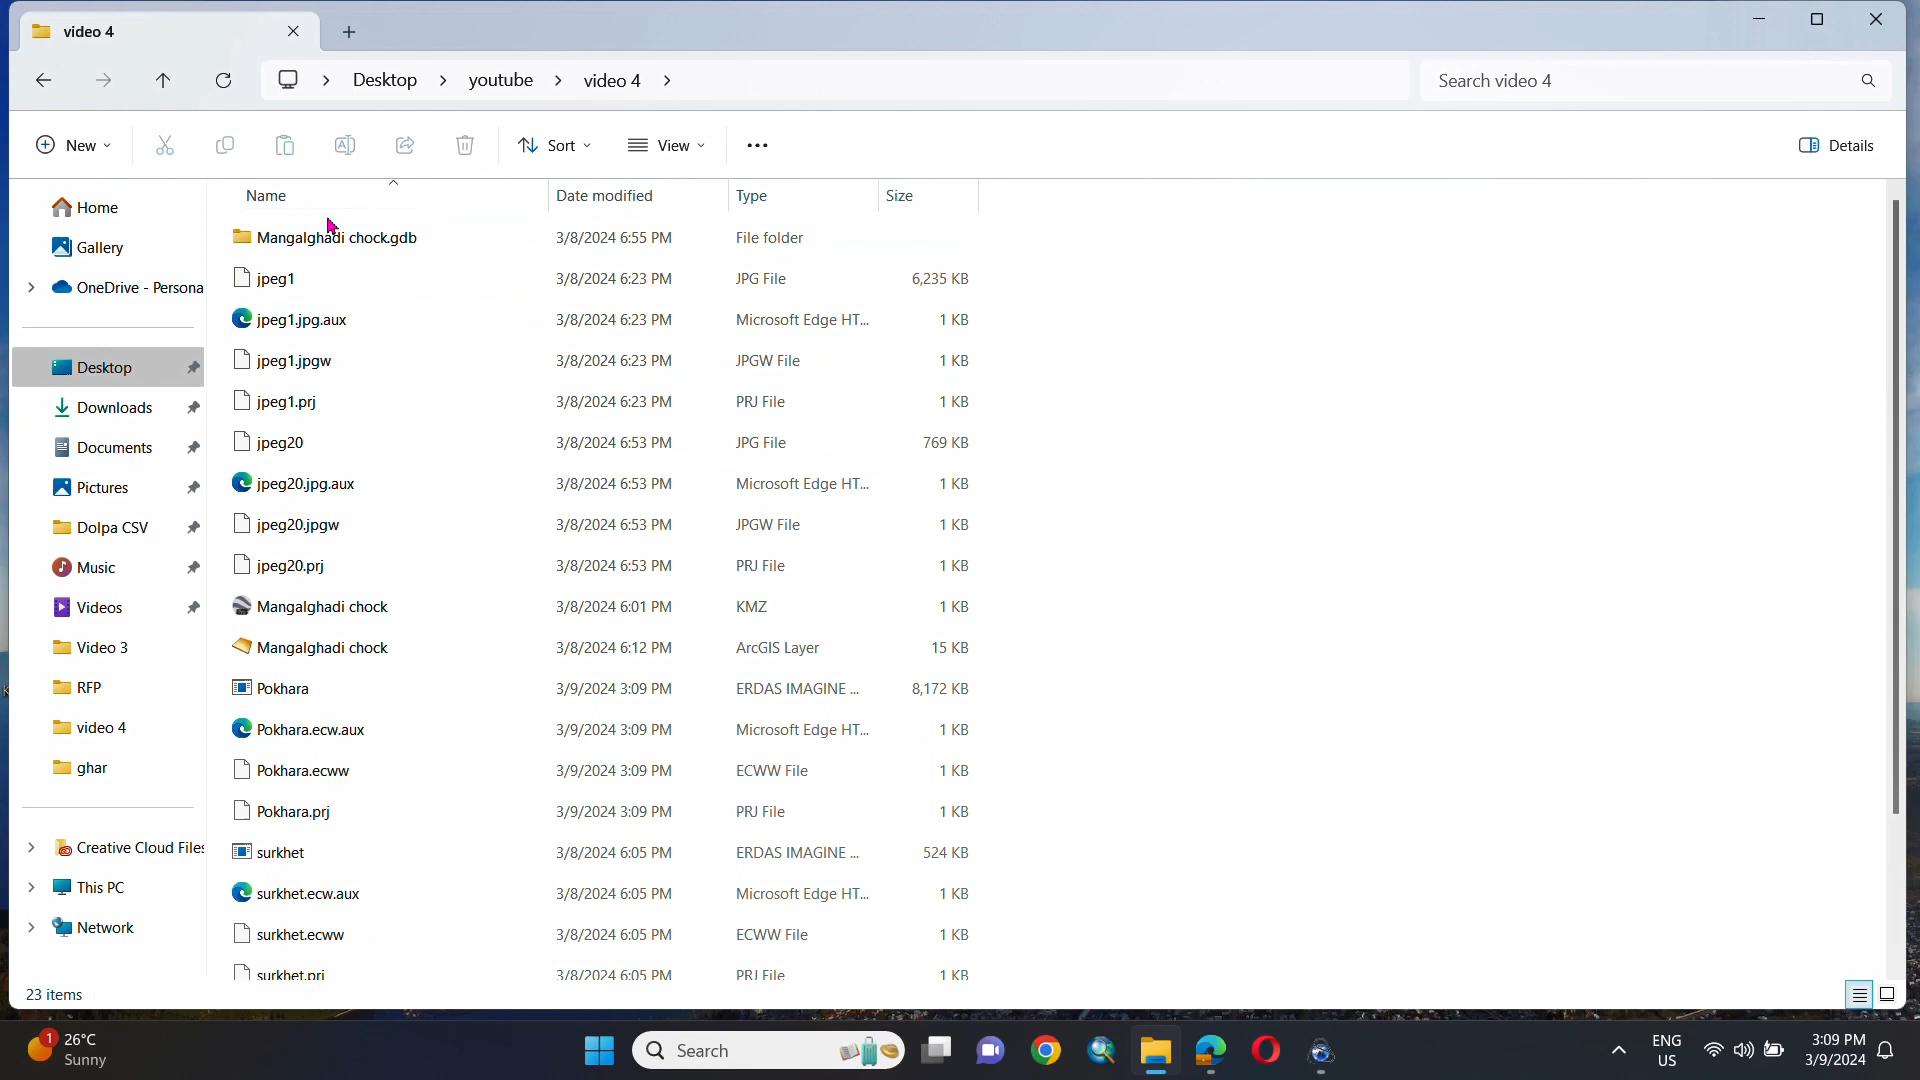 video 4
Desktop youtube video 4
Search video 4
New Sort View Details
Name Date modified Type Size
Home
Gallery
OneDrive - Persona
Desktop
Downloads
Documents
Pictures
Dolpa CSV
Music
Videos
Video 3
RFP
video 4
ghar
Creative Cloud Files
This PC
Network
Mangalghadi chock.gdb 3/8/2024 6:55 PM File folder
jpeg1 3/8/2024 6:23 PM JPG File 6,235 KB
jpeg1.jpg.aux 3/8/2024 6:23 PM Microsoft Edge HT... 1 KB
jpeg1.jpgw 3/8/2024 6:23 PM JPGW File 1 KB
jpeg1.prj 3/8/2024 6:23 PM PRJ File 1 KB
jpeg20 3/8/2024 6:53 PM JPG File 769 KB
jpeg20.jpg.aux 3/8/2024 6:53 PM Microsoft Edge HT... 1 KB
jpeg20.jpgw 3/8/2024 6:53 PM JPGW File 1 KB
jpeg20.prj 3/8/2024 6:53 PM PRJ File 1 KB
Mangalghadi chock 3/8/2024 6:01 PM KMZ 1 KB
Mangalghadi chock 3/8/2024 6:12 PM ArcGIS Layer 15 KB
Pokhara 3/9/2024 3:09 PM ERDAS IMAGINE ... 8,172 KB
Pokhara.ecw.aux 3/9/2024 3:09 PM Microsoft Edge HT... 1 KB
Pokhara.ecww 3/9/2024 3:09 PM ECWW File 1 KB
Pokhara.prj 3/9/2024 3:09 PM PRJ File 1 KB
surkhet 3/8/2024 6:05 PM ERDAS IMAGINE ... 524 KB
surkhet.ecw.aux 3/8/2024 6:05 PM Microsoft Edge HT... 1 KB
surkhet.ecww 3/8/2024 6:05 PM ECWW File 1 KB
surkhet.prj 3/8/2024 6:05 PM PRJ File 1 KB
23 items
1 26°C
Sunny
Search
ENG
US
3:09 PM
3/9/2024